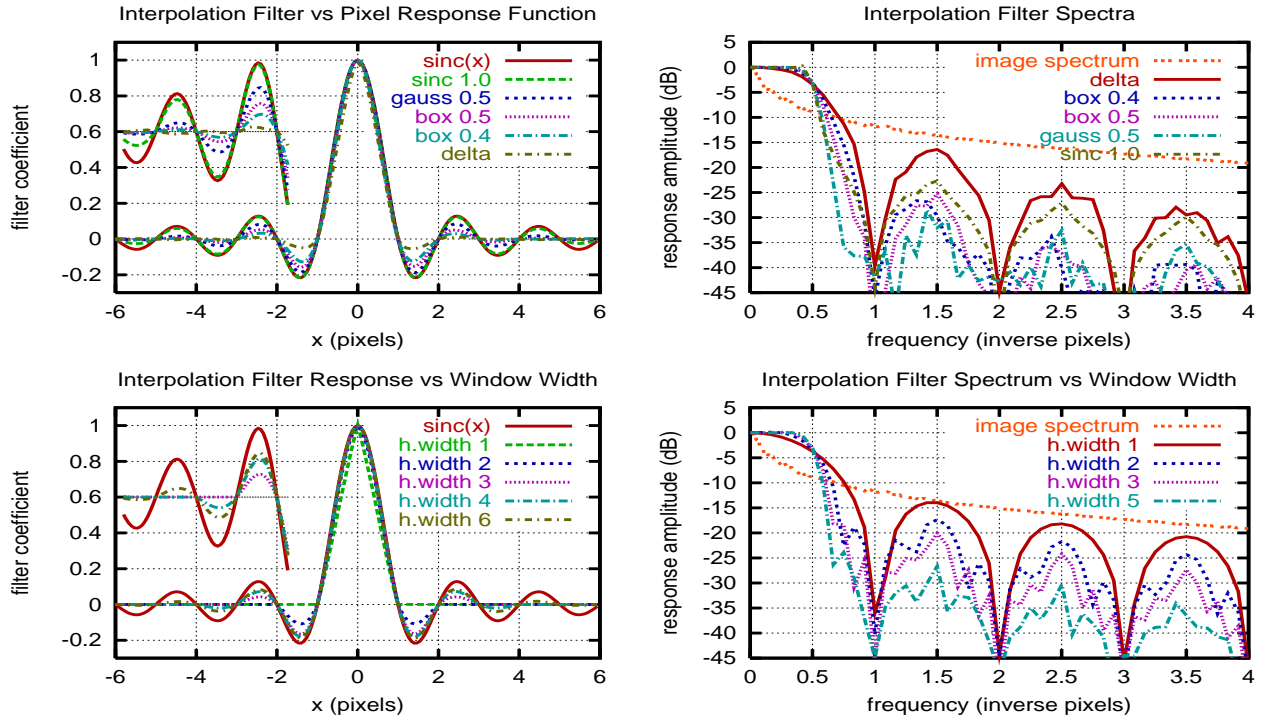 Interpolation Filter vs Pixel Response Function
filter coefficient
1
0.8
0.6
0.4
0.2
0
-0.2
sinc(x)
sinc 1.0
gauss 0.5
box 0.5
box 0.4
delta
-6 -4 -2 0 2 4 6
x (pixels)
Interpolation Filter Spectra
response amplitude (dB)
5
0
-5
-10
-15
-20
-25
-30
-35
-40
-45
image spectrum
delta
box 0.4
box 0.5
gauss 0.5
sinc 1.0
0 0.5 1 1.5 2 2.5 3 3.5 4
frequency (inverse pixels)
Interpolation Filter Response vs Window Width
filter coefficient
1
0.8
0.6
0.4
0.2
0
-0.2
sinc(x)
h.width 1
h.width 2
h.width 3
h.width 4
h.width 6
-6 -4 -2 0 2 4 6
x (pixels)
Interpolation Filter Spectrum vs Window Width
response amplitude (dB)
5
0
-5
-10
-15
-20
-25
-30
-35
-40
-45
image spectrum
h.width 1
h.width 2
h.width 3
h.width 5
0 0.5 1 1.5 2 2.5 3 3.5 4
frequency (inverse pixels)